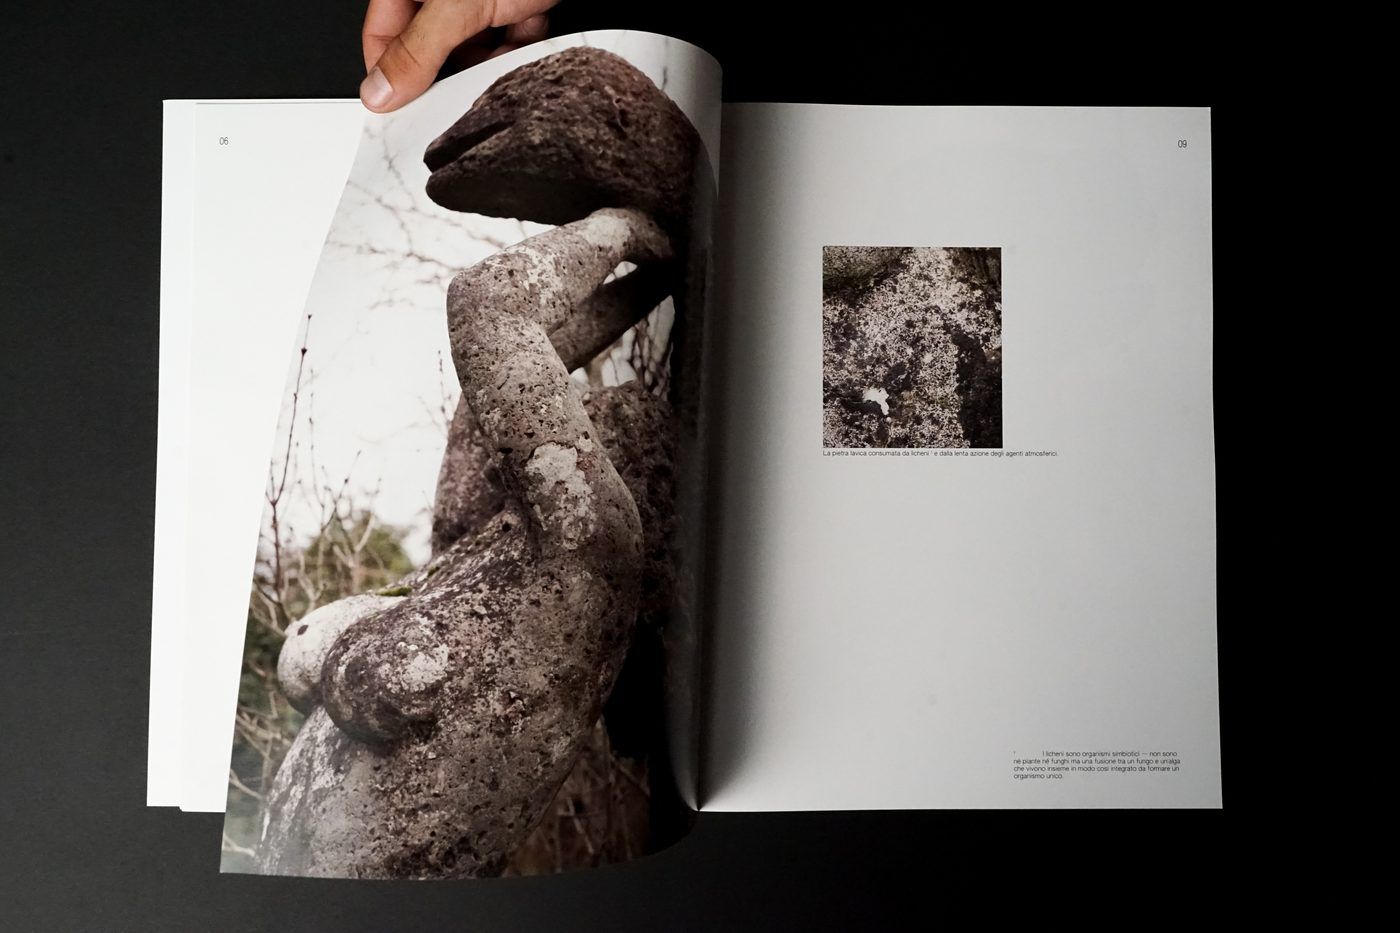 06
09
La pietra lavica consumata da licheni ¹ e dalla lenta azione degli agenti atmosferici.
¹ I licheni sono organismi simbiotici — non sono
né piante né funghi ma una fusione tra un fungo e un'alga
che vivono insieme in modo così integrato da formare un
organismo unico.